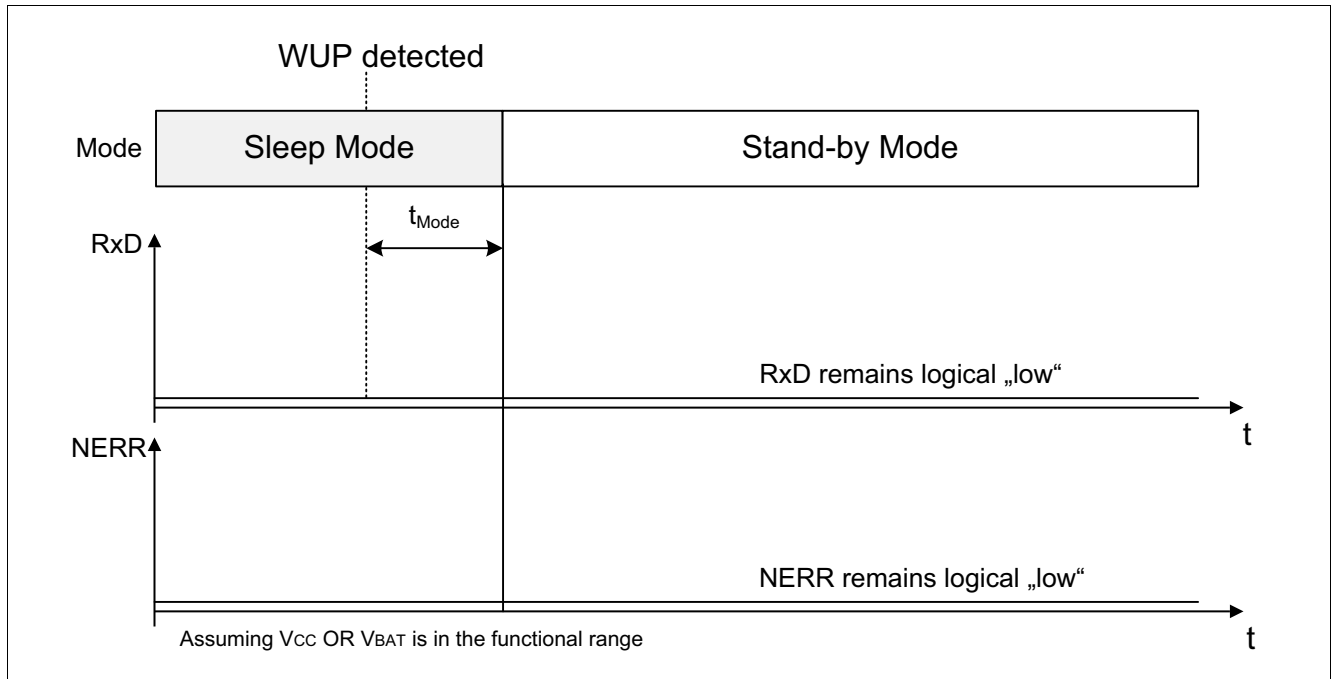 WUP detected
Mode
Sleep Mode
Stand-by Mode
tMode
RxD
RxD remains logical „low“
t
NERR
NERR remains logical „low“
t
Assuming VCC OR VBAT is in the functional range